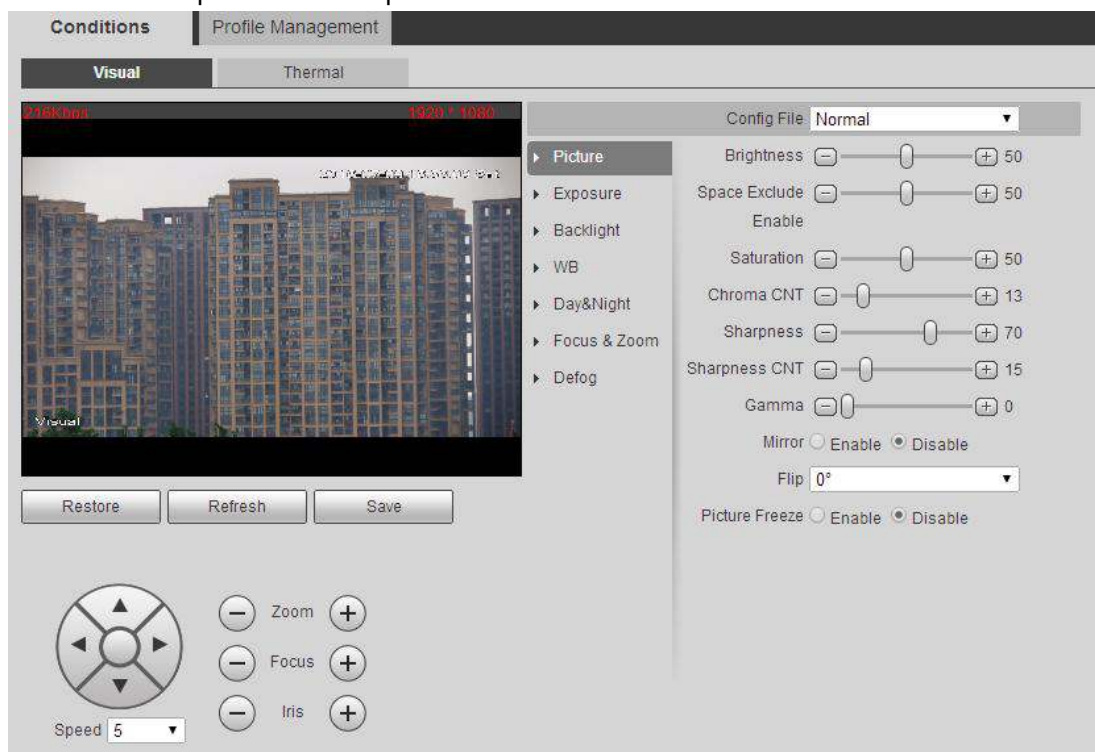 Conditions Profile Management
Visual Thermal
216Kbps 1920 * 1080
Visual
Restore Refresh Save
Zoom
Focus
Iris
Speed 5
Picture
Exposure
Backlight
WB
Day&Night
Focus & Zoom
Defog
Config File Normal
Brightness 50
Space Exclude 50
Enable
Saturation 50
Chroma CNT 13
Sharpness 70
Sharpness CNT 15
Gamma 0
Mirror Enable Disable
Flip 0°
Picture Freeze Enable Disable